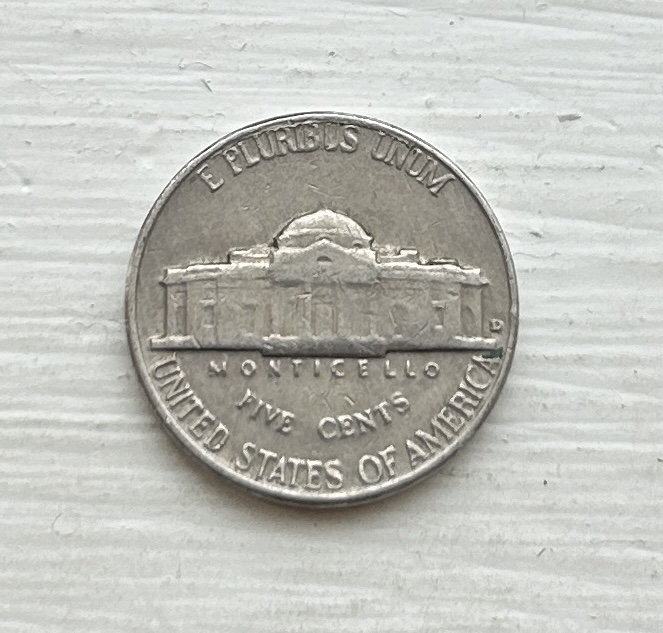 E PLURIBUS UNUM
D
MONTICELLO
FIVE CENTS
UNITED STATES OF AMERICA